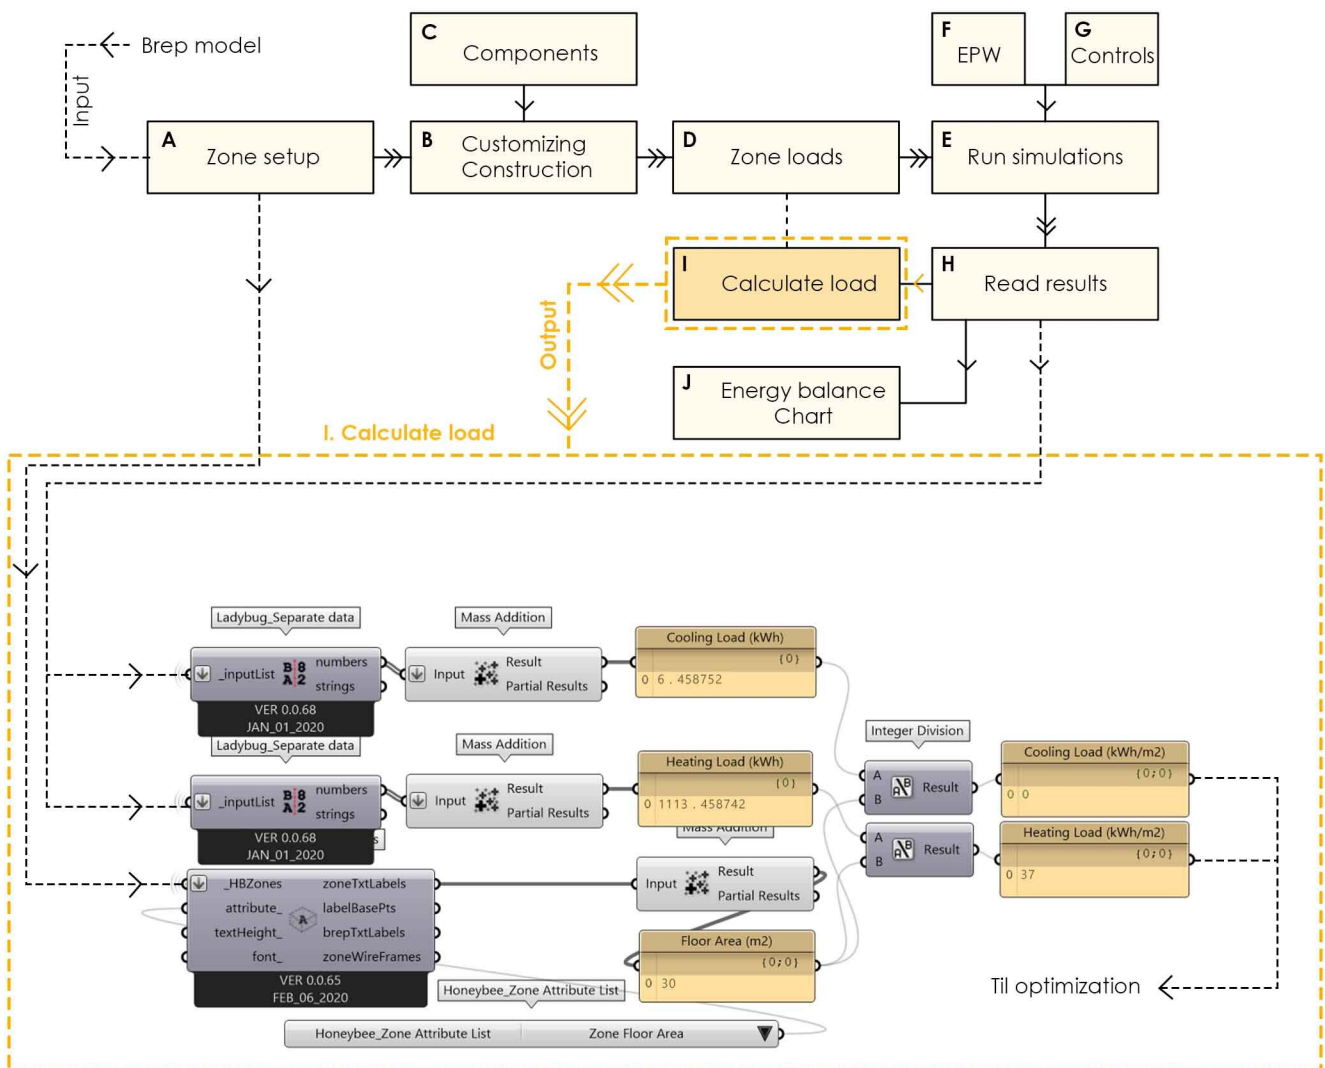 Brep model
Input
A
Zone setup
C
Components
B
Customizing
Construction
D
Zone loads
F
EPW
G
Controls
E
Run simulations
I
Calculate load
H
Read results
J
Energy balance
Chart
Output
I. Calculate load
Ladybug_Separate data
_inputList
B 8
A 2
numbers
strings
VER 0.0.68
JAN_01_2020
Mass Addition
Input
Result
Partial Results
Cooling Load (kWh)
{0}
0 6.458752
Ladybug_Separate data
_inputList
B 8
A 2
numbers
strings
VER 0.0.68
JAN_01_2020
s
Mass Addition
Input
Result
Partial Results
Heating Load (kWh)
{0}
0 1113.458742
Mass Addition
Input
Result
Partial Results
_HBZones
attribute_
textHeight_
font_
A
zoneTxtLabels
labelBasePts
brepTxtLabels
zoneWireFrames
VER 0.0.65
FEB_06_2020
Floor Area (m2)
{0;0}
0 30
Honeybee_Zone Attribute List
Honeybee_Zone Attribute List
Zone Floor Area
Integer Division
A
B
A\B
Result
A
B
A\B
Result
Cooling Load (kWh/m2)
{0;0}
0 0
Heating Load (kWh/m2)
{0;0}
0 37
Til optimization